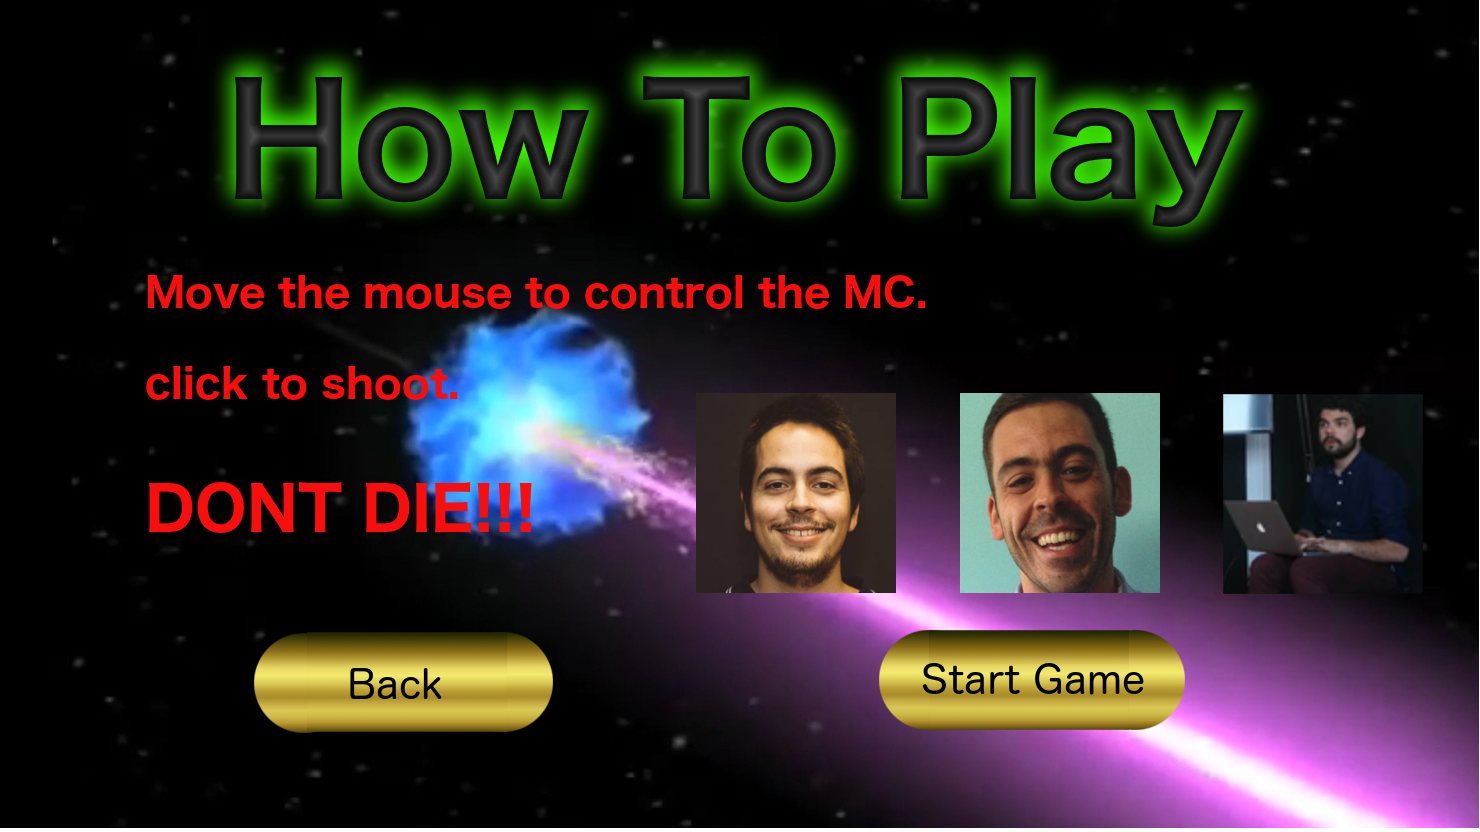 How To Play
Move the mouse to control the MC.
click to shoot.
DONT DIE!!!
Back
Start Game